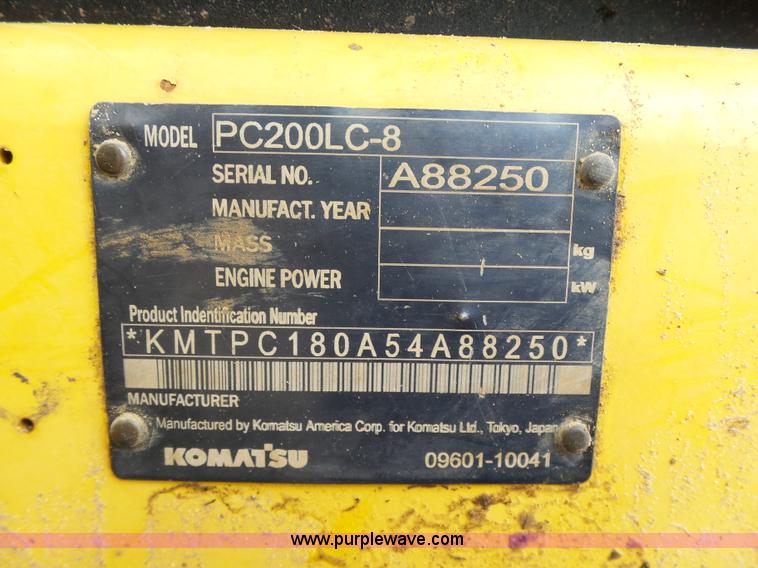 MODEL PC200LC-8
SERIAL NO. A88250
MANUFACT. YEAR
MASS kg
ENGINE POWER kW
Product Indentification Number
*KMTPC180A54A88250*
MANUFACTURER
Manufactured by Komatsu America Corp. for Komatsu Ltd., Tokyo, Japan
KOMATSU 09601-10041
www.purplewave.com